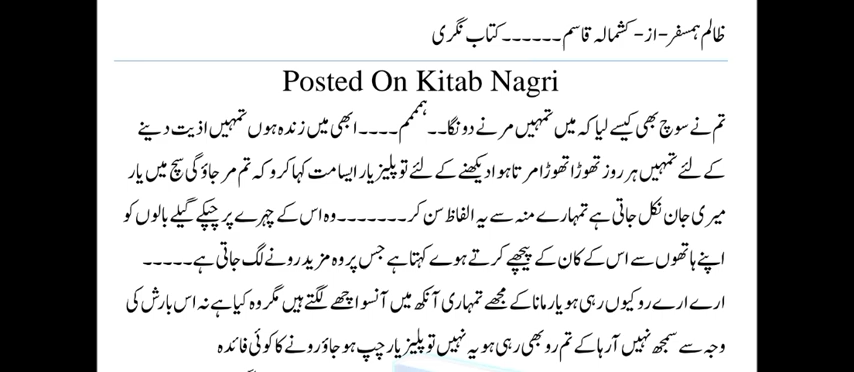 ظالم ہمسفر-از- کشمالہ قاسم ۔۔۔۔۔۔ کتاب نگری
Posted On Kitab Nagri
تم نے سوچ بھی کیسے لیا کہ میں تمہیں مرنے دونگا۔۔ ہممم ۔۔۔۔ ابھی میں زندہ ہوں تمہیں اذیت دینے
کے لئے تمہیں ہر روز تھوڑا تھوڑا مرتا ہوا دیکھنے کے لئے تو پلیز یار ایسا مت کہا کرو کہ تم مر جاؤ گی سچ میں یار
میری جان نکل جاتی ہے تمہارے منہ سے یہ الفاظ سن کر ۔۔۔۔۔۔۔ وہ اس کے چہرے پر چپکے گیلے بالوں کو
اپنے ہاتھوں سے اس کے کان کے پیچھے کرتے ہوے کہتا ہے جس پر وہ مزید رونے لگ جاتی ہے ۔۔۔۔۔
ارے ارے رو کیوں رہی ہو یار مانا کے مجھے تمہاری آنکھ میں آنسو اچھے لگتے ہیں مگر وہ کیا ہے نہ اس بارش کی
وجہ سے سمجھ نہیں آرہا کے تم رو بھی رہی ہو یہ نہیں تو پلیز یار چپ ہو جاؤ رونے کا کوئی فائدہ